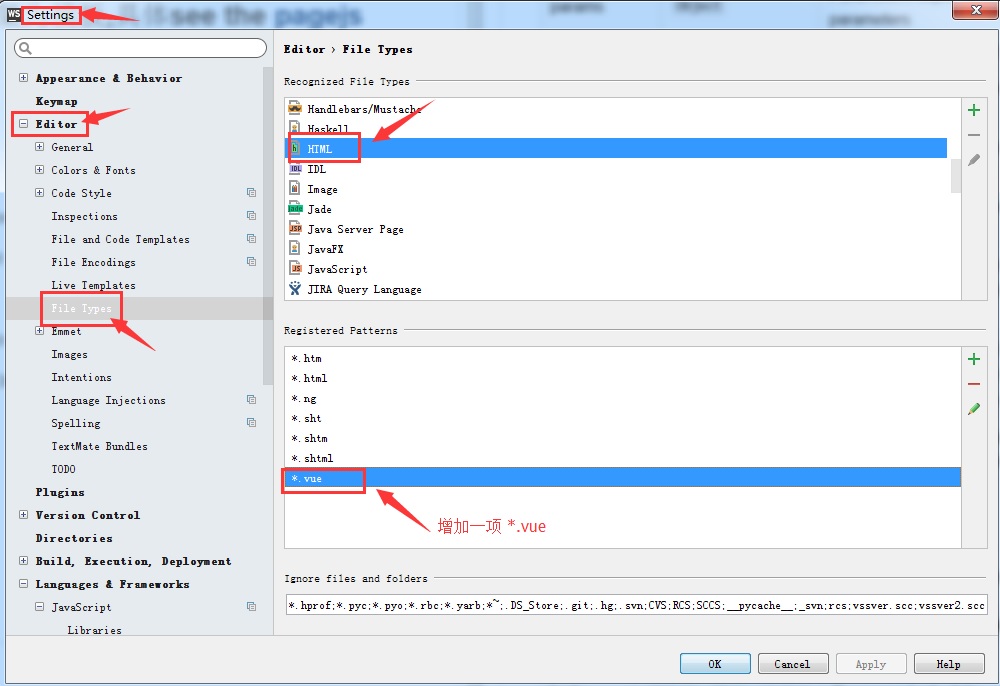 WS Settings
see the pagejs
Editor › File Types
Appearance & Behavior
Keymap
Editor
General
Colors & Fonts
Code Style
Inspections
File and Code Templates
File Encodings
Live Templates
File Types
Emmet
Images
Intentions
Language Injections
Spelling
TextMate Bundles
TODO
Plugins
Version Control
Directories
Build, Execution, Deployment
Languages & Frameworks
JavaScript
Libraries
Recognized File Types
Handlebars/Mustache
Haskell
HTML
IDL
Image
Jade
Java Server Page
JavaFX
JavaScript
JIRA Query Language
Registered Patterns
*.htm
*.html
*.ng
*.sht
*.shtm
*.shtml
*.vue
增加一项 *.vue
Ignore files and folders
*.hprof;*.pyc;*.pyo;*.rbc;*.yarb;*~;.DS_Store;.git;.hg;.svn;CVS;RCS;SCCS;__pycache__;_svn;rcs;vssver.scc;vssver2.scc
OK
Cancel
Apply
Help